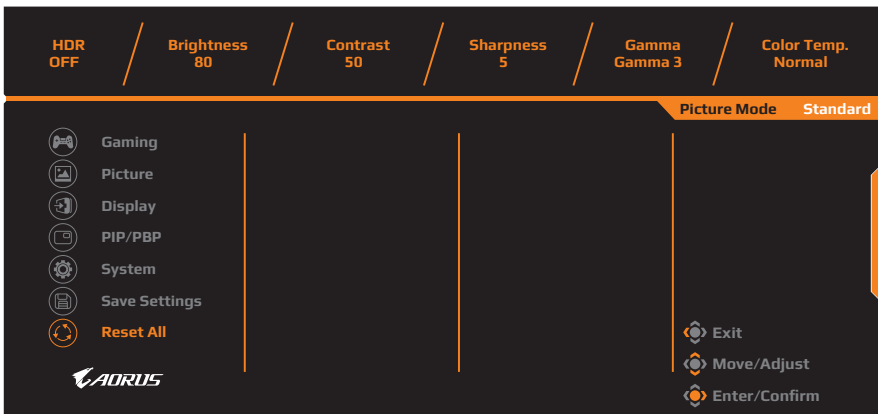 HDR Brightness Contrast Sharpness Gamma Color Temp.
OFF 80 50 5 Gamma 3 Normal
Picture Mode Standard
Gaming
Picture
Display
PIP/PBP
System
Save Settings
Reset All
AORUS
Exit
Move/Adjust
Enter/Confirm